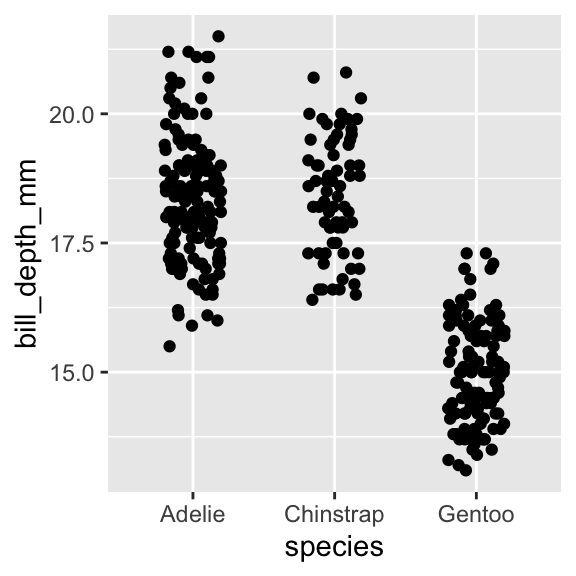 bill_depth_mm
20.0
17.5
15.0
Adelie Chinstrap Gentoo
species